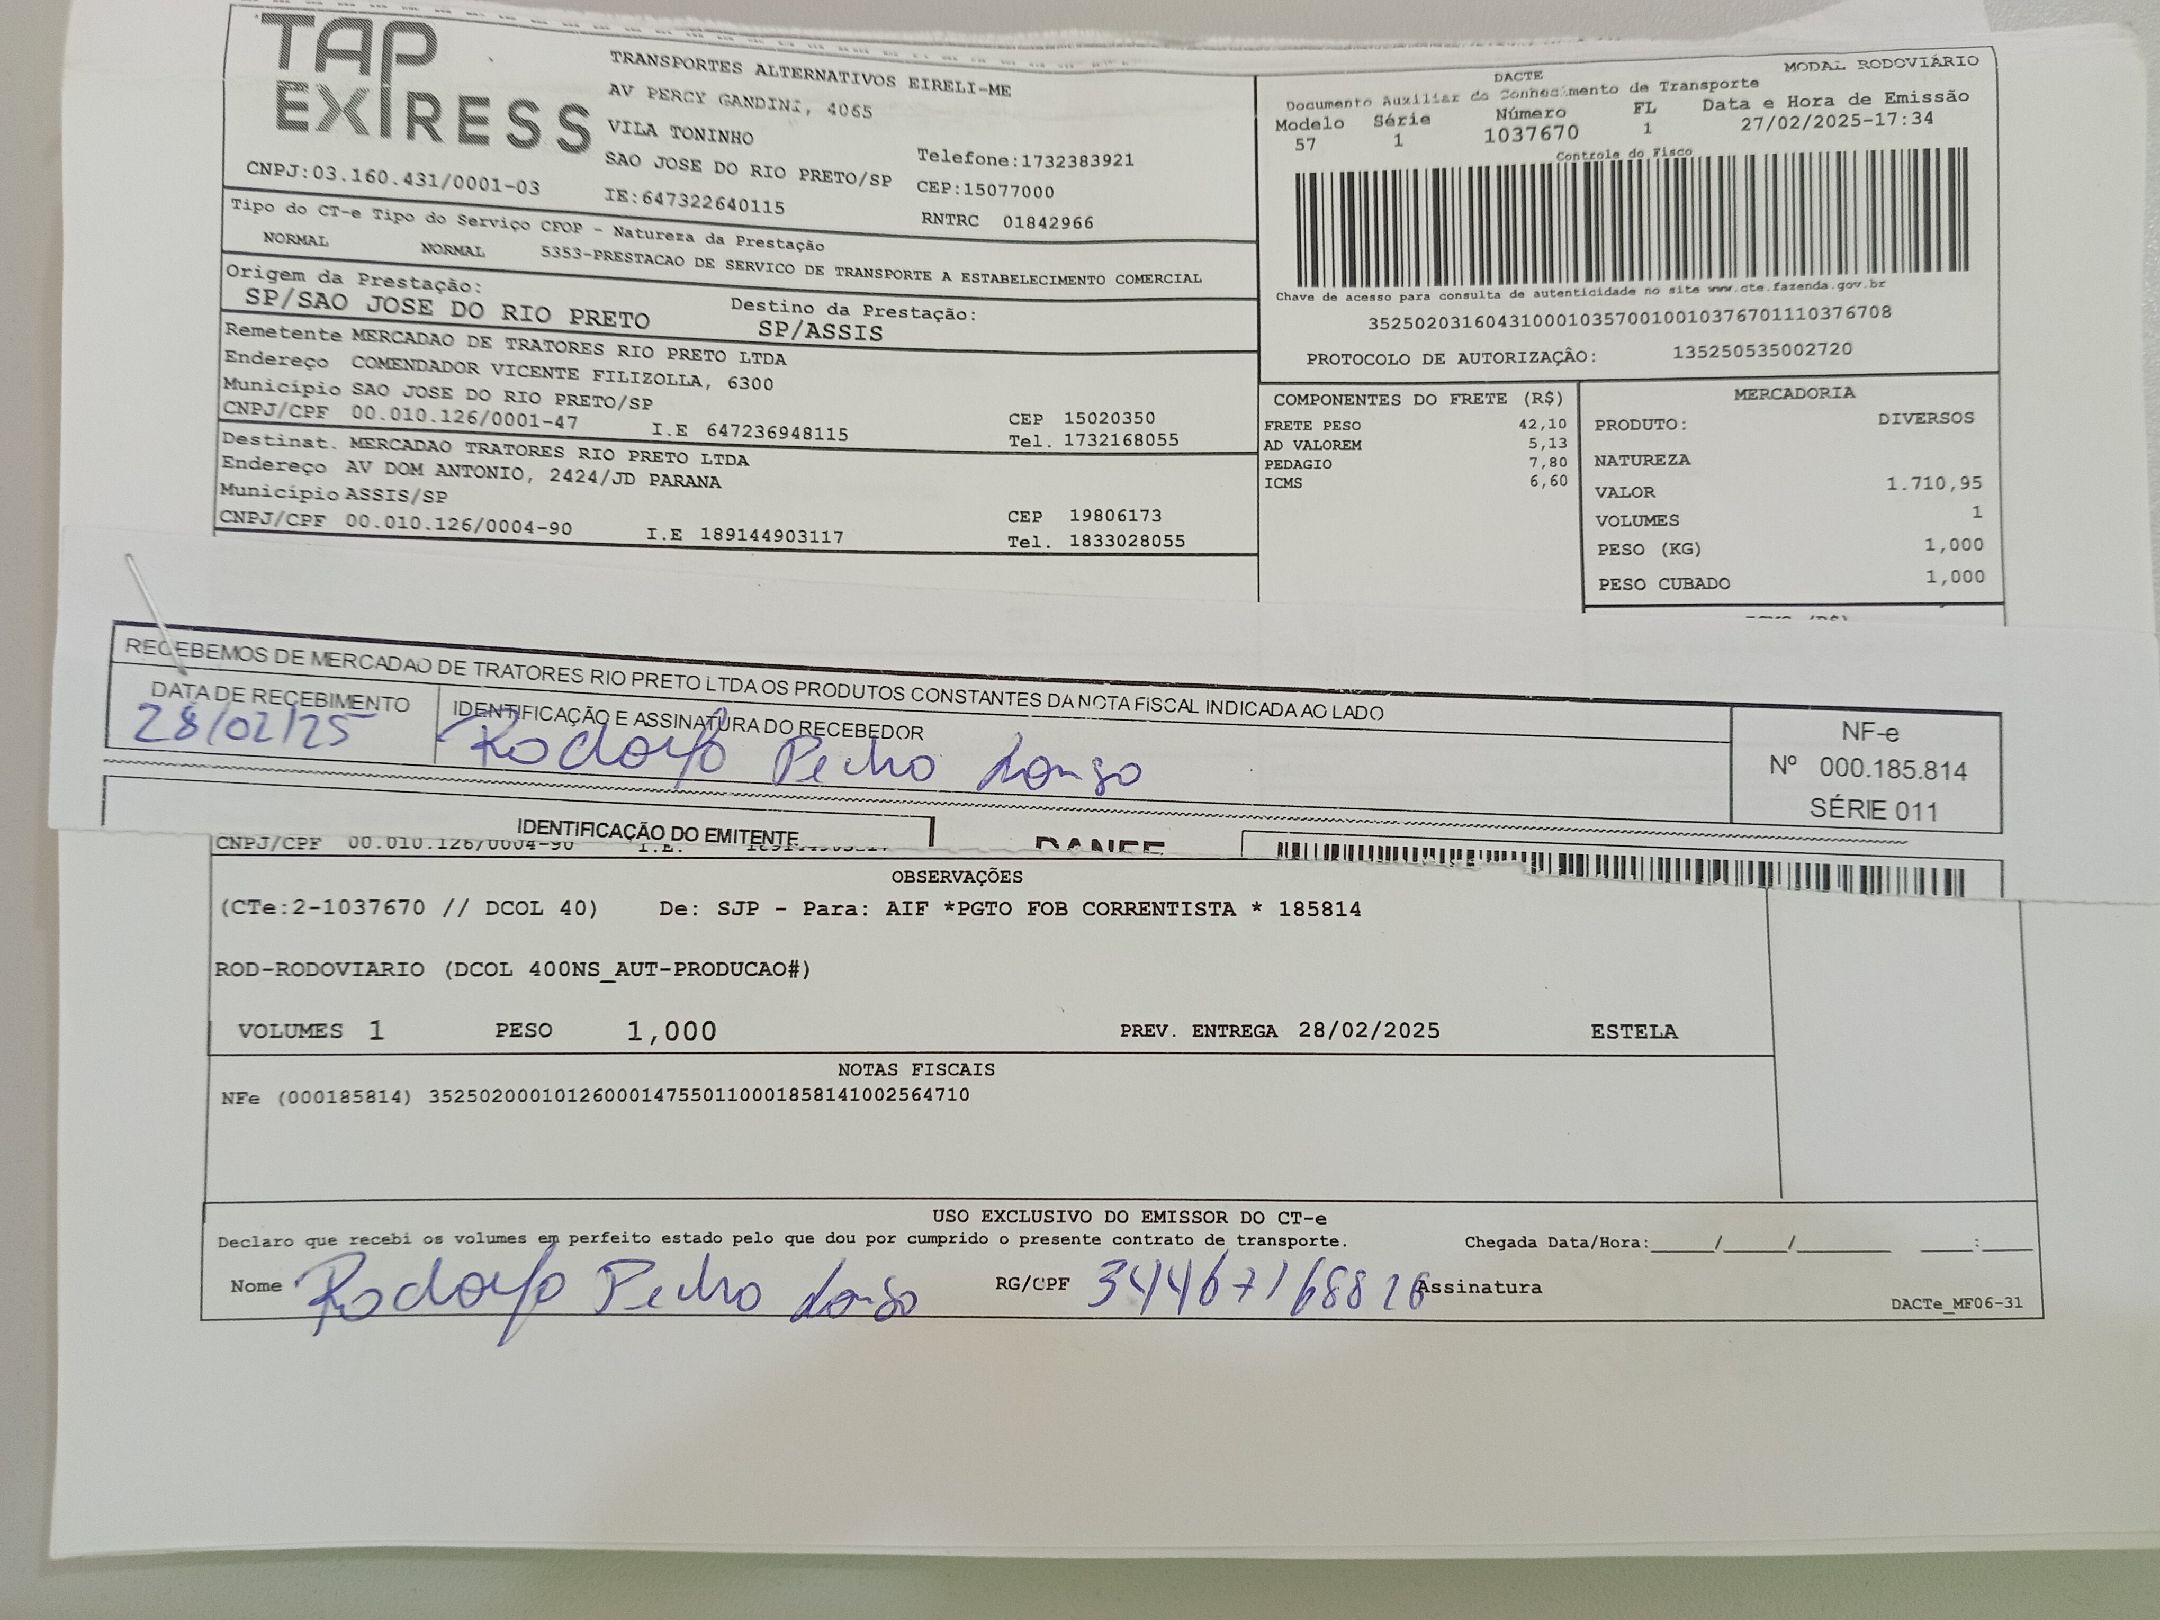 TAP
EXPRESS
TRANSPORTES ALTERNATIVOS EIRELI-ME
AV PERCY GANDINI, 4065
VILA TONINHO
SAO JOSE DO RIO PRETO/SP
Telefone:1732383921
CEP:15077000
CNPJ:03.160.431/0001-03
IE:647322640115
RNTRC 01842966
Tipo do CT-e Tipo do Serviço CFOP - Natureza da Prestação
NORMAL NORMAL 5353-PRESTACAO DE SERVICO DE TRANSPORTE A ESTABELECIMENTO COMERCIAL
Origem da Prestação:
SP/SAO JOSE DO RIO PRETO
Destino da Prestação:
SP/ASSIS
Remetente MERCADAO DE TRATORES RIO PRETO LTDA
Endereço COMENDADOR VICENTE FILIZOLLA, 6300
Município SAO JOSE DO RIO PRETO/SP
CNPJ/CPF 00.010.126/0001-47 I.E 647236948115
CEP 15020350
Tel. 1732168055
Destinat. MERCADAO TRATORES RIO PRETO LTDA
Endereço AV DOM ANTONIO, 2424/JD PARANA
Município ASSIS/SP
CNPJ/CPF 00.010.126/0004-90 I.E 189144903117
CEP 19806173
Tel. 1833028055
DACTE
MODAL RODOVIÁRIO
Documento Auxiliar do Conhecimento de Transporte
Modelo Série Número FL Data e Hora de Emissão
57 1 1037670 1 27/02/2025-17:34
Controle do Fisco
Chave de acesso para consulta de autenticidade no site www.cte.fazenda.gov.br
35250203160431000103570010010376701110376708
PROTOCOLO DE AUTORIZAÇÂO: 135250535002720
COMPONENTES DO FRETE (R$)
FRETE PESO 42,10
AD VALOREM 5,13
PEDAGIO 7,80
ICMS 6,60
MERCADORIA
PRODUTO: DIVERSOS
NATUREZA
VALOR 1.710,95
VOLUMES 1
PESO (KG) 1,000
PESO CUBADO 1,000
RECEBEMOS DE MERCADAO DE TRATORES RIO PRETO LTDA OS PRODUTOS CONSTANTES DA NOTA FISCAL INDICADA AO LADO
DATA DE RECEBIMENTO
28/02/25
IDENTIFICAÇÃO E ASSINATURA DO RECEBEDOR
Rodolfo Pedro
NF-e
Nº 000.185.814
SÉRIE 011
IDENTIFICAÇÃO DO EMITENTE
DANFE
CNPJ/CPF 00.010.126/0004-90 I.E.
OBSERVAÇÕES
(CTe:2-1037670 // DCOL 40) De: SJP - Para: AIF *PGTO FOB CORRENTISTA * 185814
ROD-RODOVIARIO (DCOL 400NS_AUT-PRODUCAO#)
VOLUMES 1 PESO 1,000 PREV. ENTREGA 28/02/2025 ESTELA
NOTAS FISCAIS
NFe (000185814) 35250200010126000147550110001858141002564710
USO EXCLUSIVO DO EMISSOR DO CT-e
Declaro que recebi os volumes em perfeito estado pelo que dou por cumprido o presente contrato de transporte. Chegada Data/Hora:_____/_____/________ ____:____
Nome Rodolfo Pedro RG/CPF 34467168826 Assinatura
DACTe_MF06-31